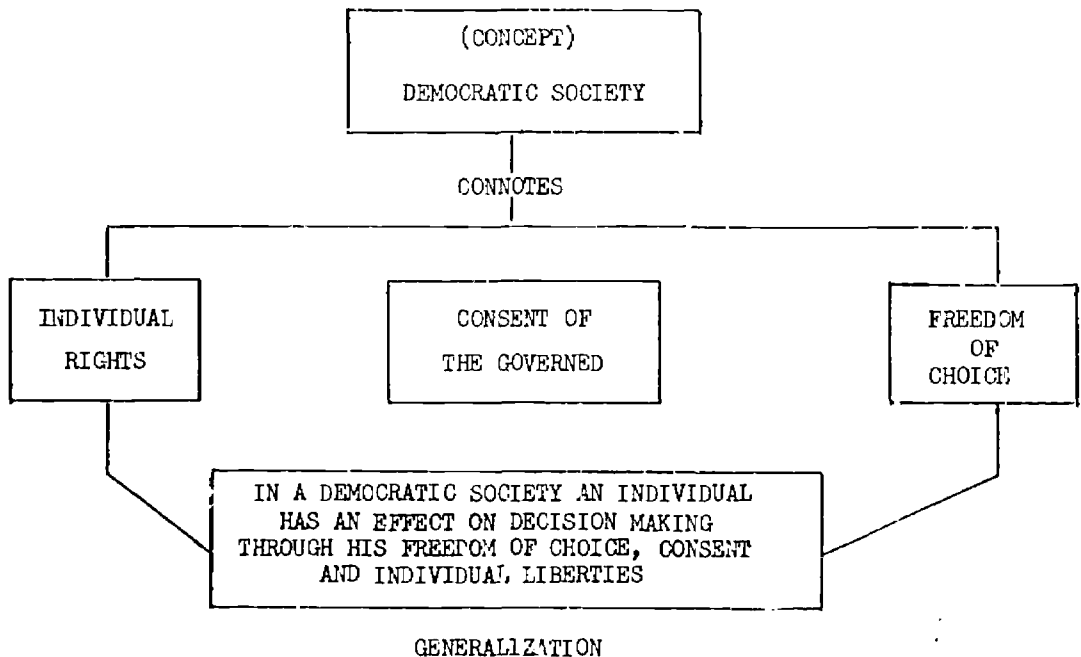 (CONCEPT)
DEMOCRATIC SOCIETY
CONNOTES
INDIVIDUAL
RIGHTS
CONSENT OF
THE GOVERNED
FREEDOM
OF
CHOICE
IN A DEMOCRATIC SOCIETY AN INDIVIDUAL
HAS AN EFFECT ON DECISION MAKING
THROUGH HIS FREEDOM OF CHOICE, CONSENT
AND INDIVIDUAL LIBERTIES
GENERALIZATION